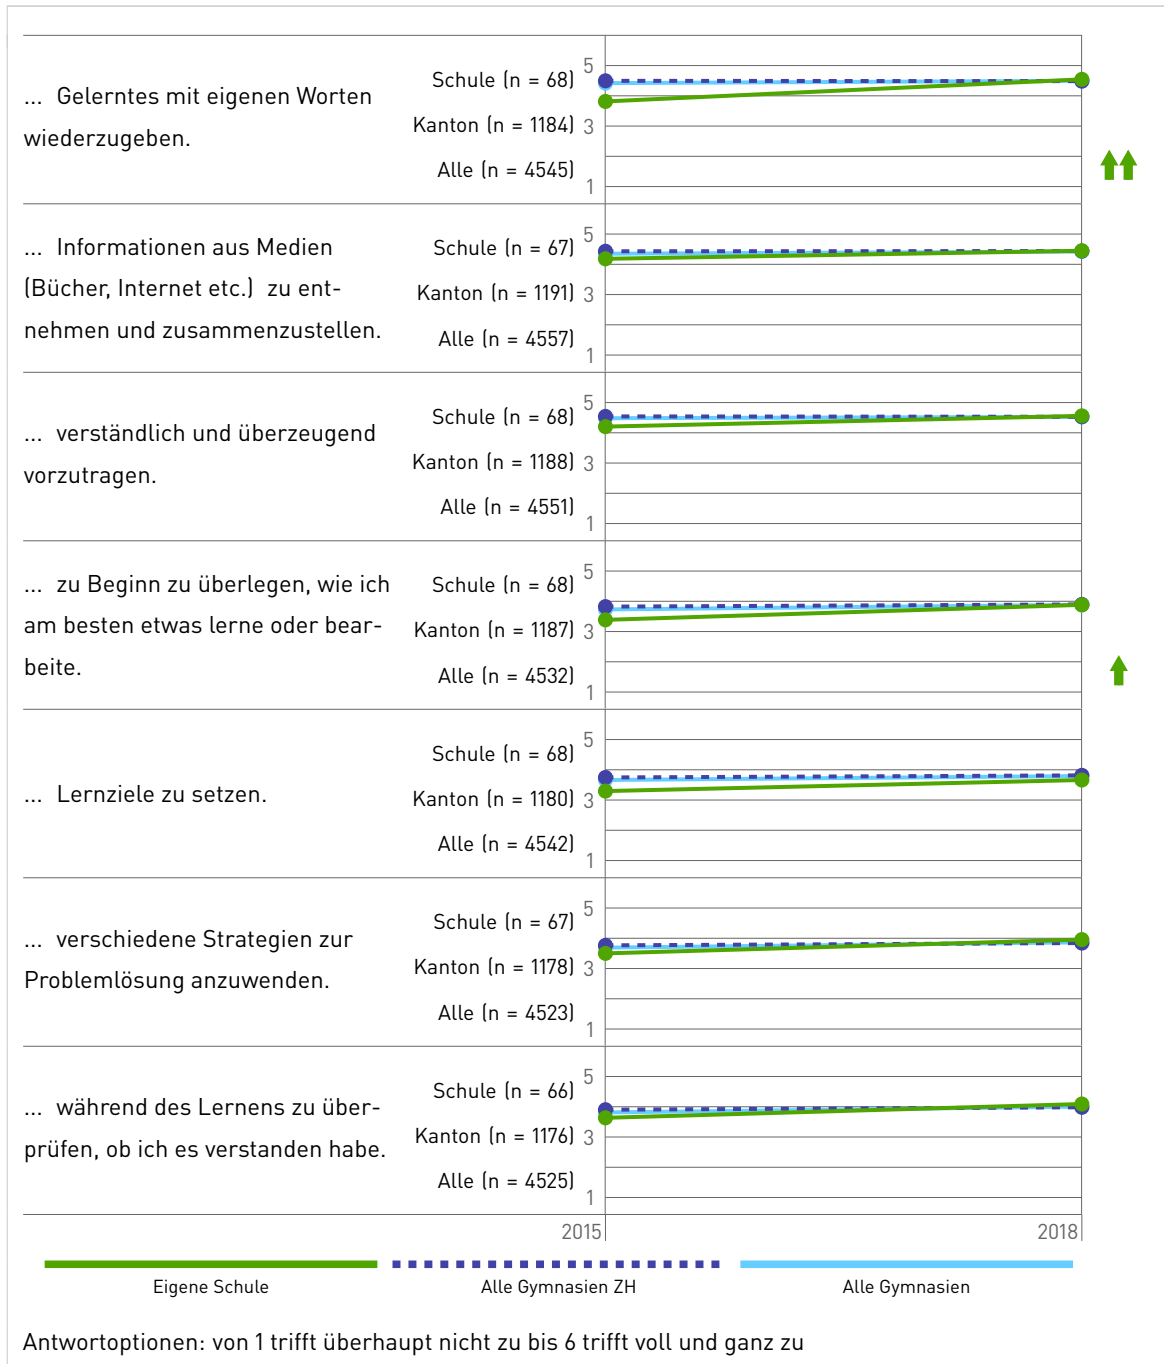 ... Gelerntes mit eigenen Worten
wiederzugeben.
Schule (n = 68)
Kanton (n = 1184)
Alle (n = 4545)
5
3
1
... Informationen aus Medien
(Bücher, Internet etc.) zu ent-
nehmen und zusammenzustellen.
Schule (n = 67)
Kanton (n = 1191)
Alle (n = 4557)
5
3
1
... verständlich und überzeugend
vorzutragen.
Schule (n = 68)
Kanton (n = 1188)
Alle (n = 4551)
5
3
1
... zu Beginn zu überlegen, wie ich
am besten etwas lerne oder bear-
beite.
Schule (n = 68)
Kanton (n = 1187)
Alle (n = 4532)
5
3
1
... Lernziele zu setzen.
Schule (n = 68)
Kanton (n = 1180)
Alle (n = 4542)
5
3
1
... verschiedene Strategien zur
Problemlösung anzuwenden.
Schule (n = 67)
Kanton (n = 1178)
Alle (n = 4523)
5
3
1
... während des Lernens zu über-
prüfen, ob ich es verstanden habe.
Schule (n = 66)
Kanton (n = 1176)
Alle (n = 4525)
5
3
1
2015 2018
Eigene Schule Alle Gymnasien ZH Alle Gymnasien
Antwortoptionen: von 1 trifft überhaupt nicht zu bis 6 trifft voll und ganz zu